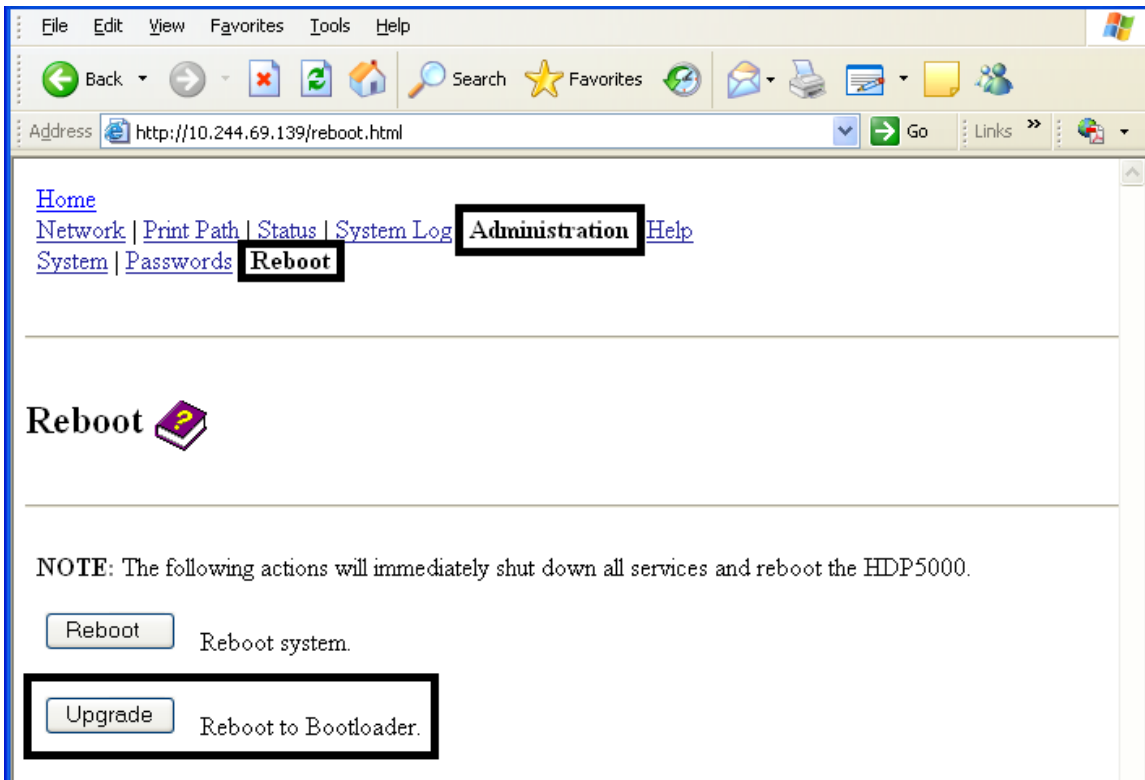 File Edit View Favorites Tools Help
Back Search Favorites
Address http://10.244.69.139/reboot.html Go Links »
Home
Network | Print Path | Status | System Log Administration Help
System | Passwords Reboot
Reboot ?
NOTE: The following actions will immediately shut down all services and reboot the HDP5000.
Reboot Reboot system.
Upgrade Reboot to Bootloader.